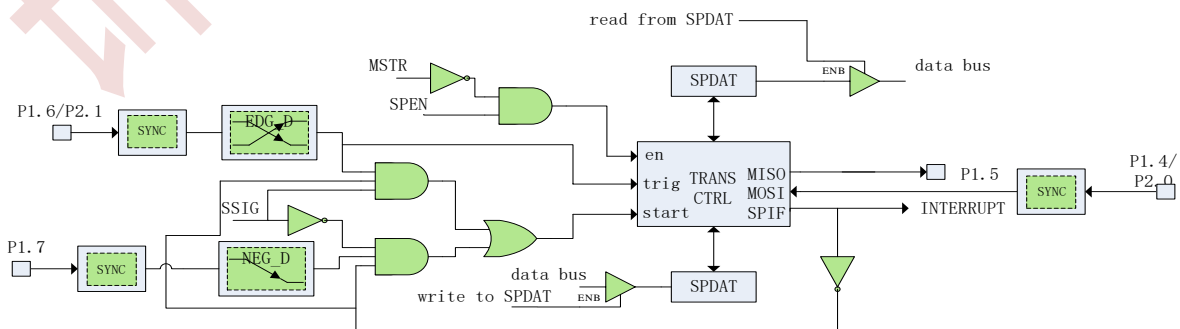 read from SPDAT
data bus
ENB
MSTR
SPDAT
SPEN
P1.6/P2.1
SYNC
EDG_D
en
trig
start
TRANS
CTRL
MISO
MOSI
SPIF
P1.5
P1.4/
P2.0
SYNC
INTERRUPT
SSIG
P1.7
SYNC
NEG_D
data bus
write to SPDAT
ENB
SPDAT